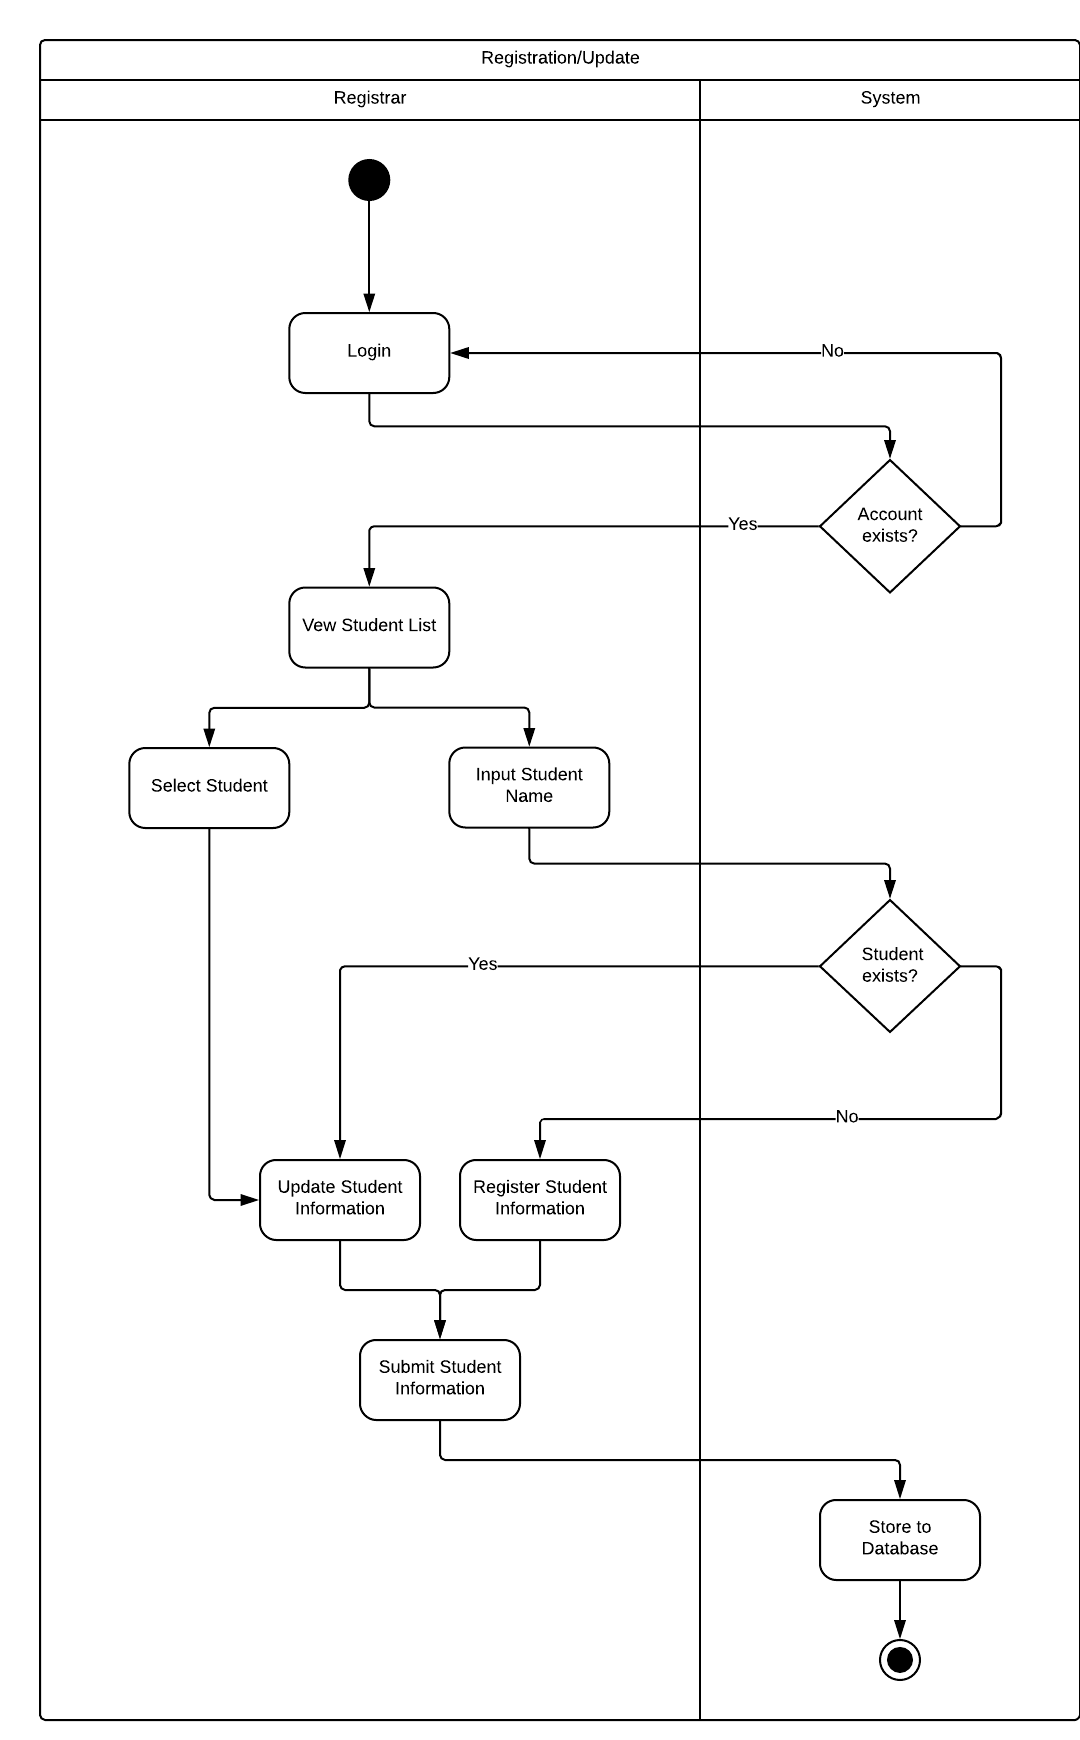 Registration/Update
Registrar
System
Login
No
Account
exists?
Yes
Vew Student List
Select Student
Input Student
Name
Student
exists?
Yes
No
Update Student
Information
Register Student
Information
Submit Student
Information
Store to
Database